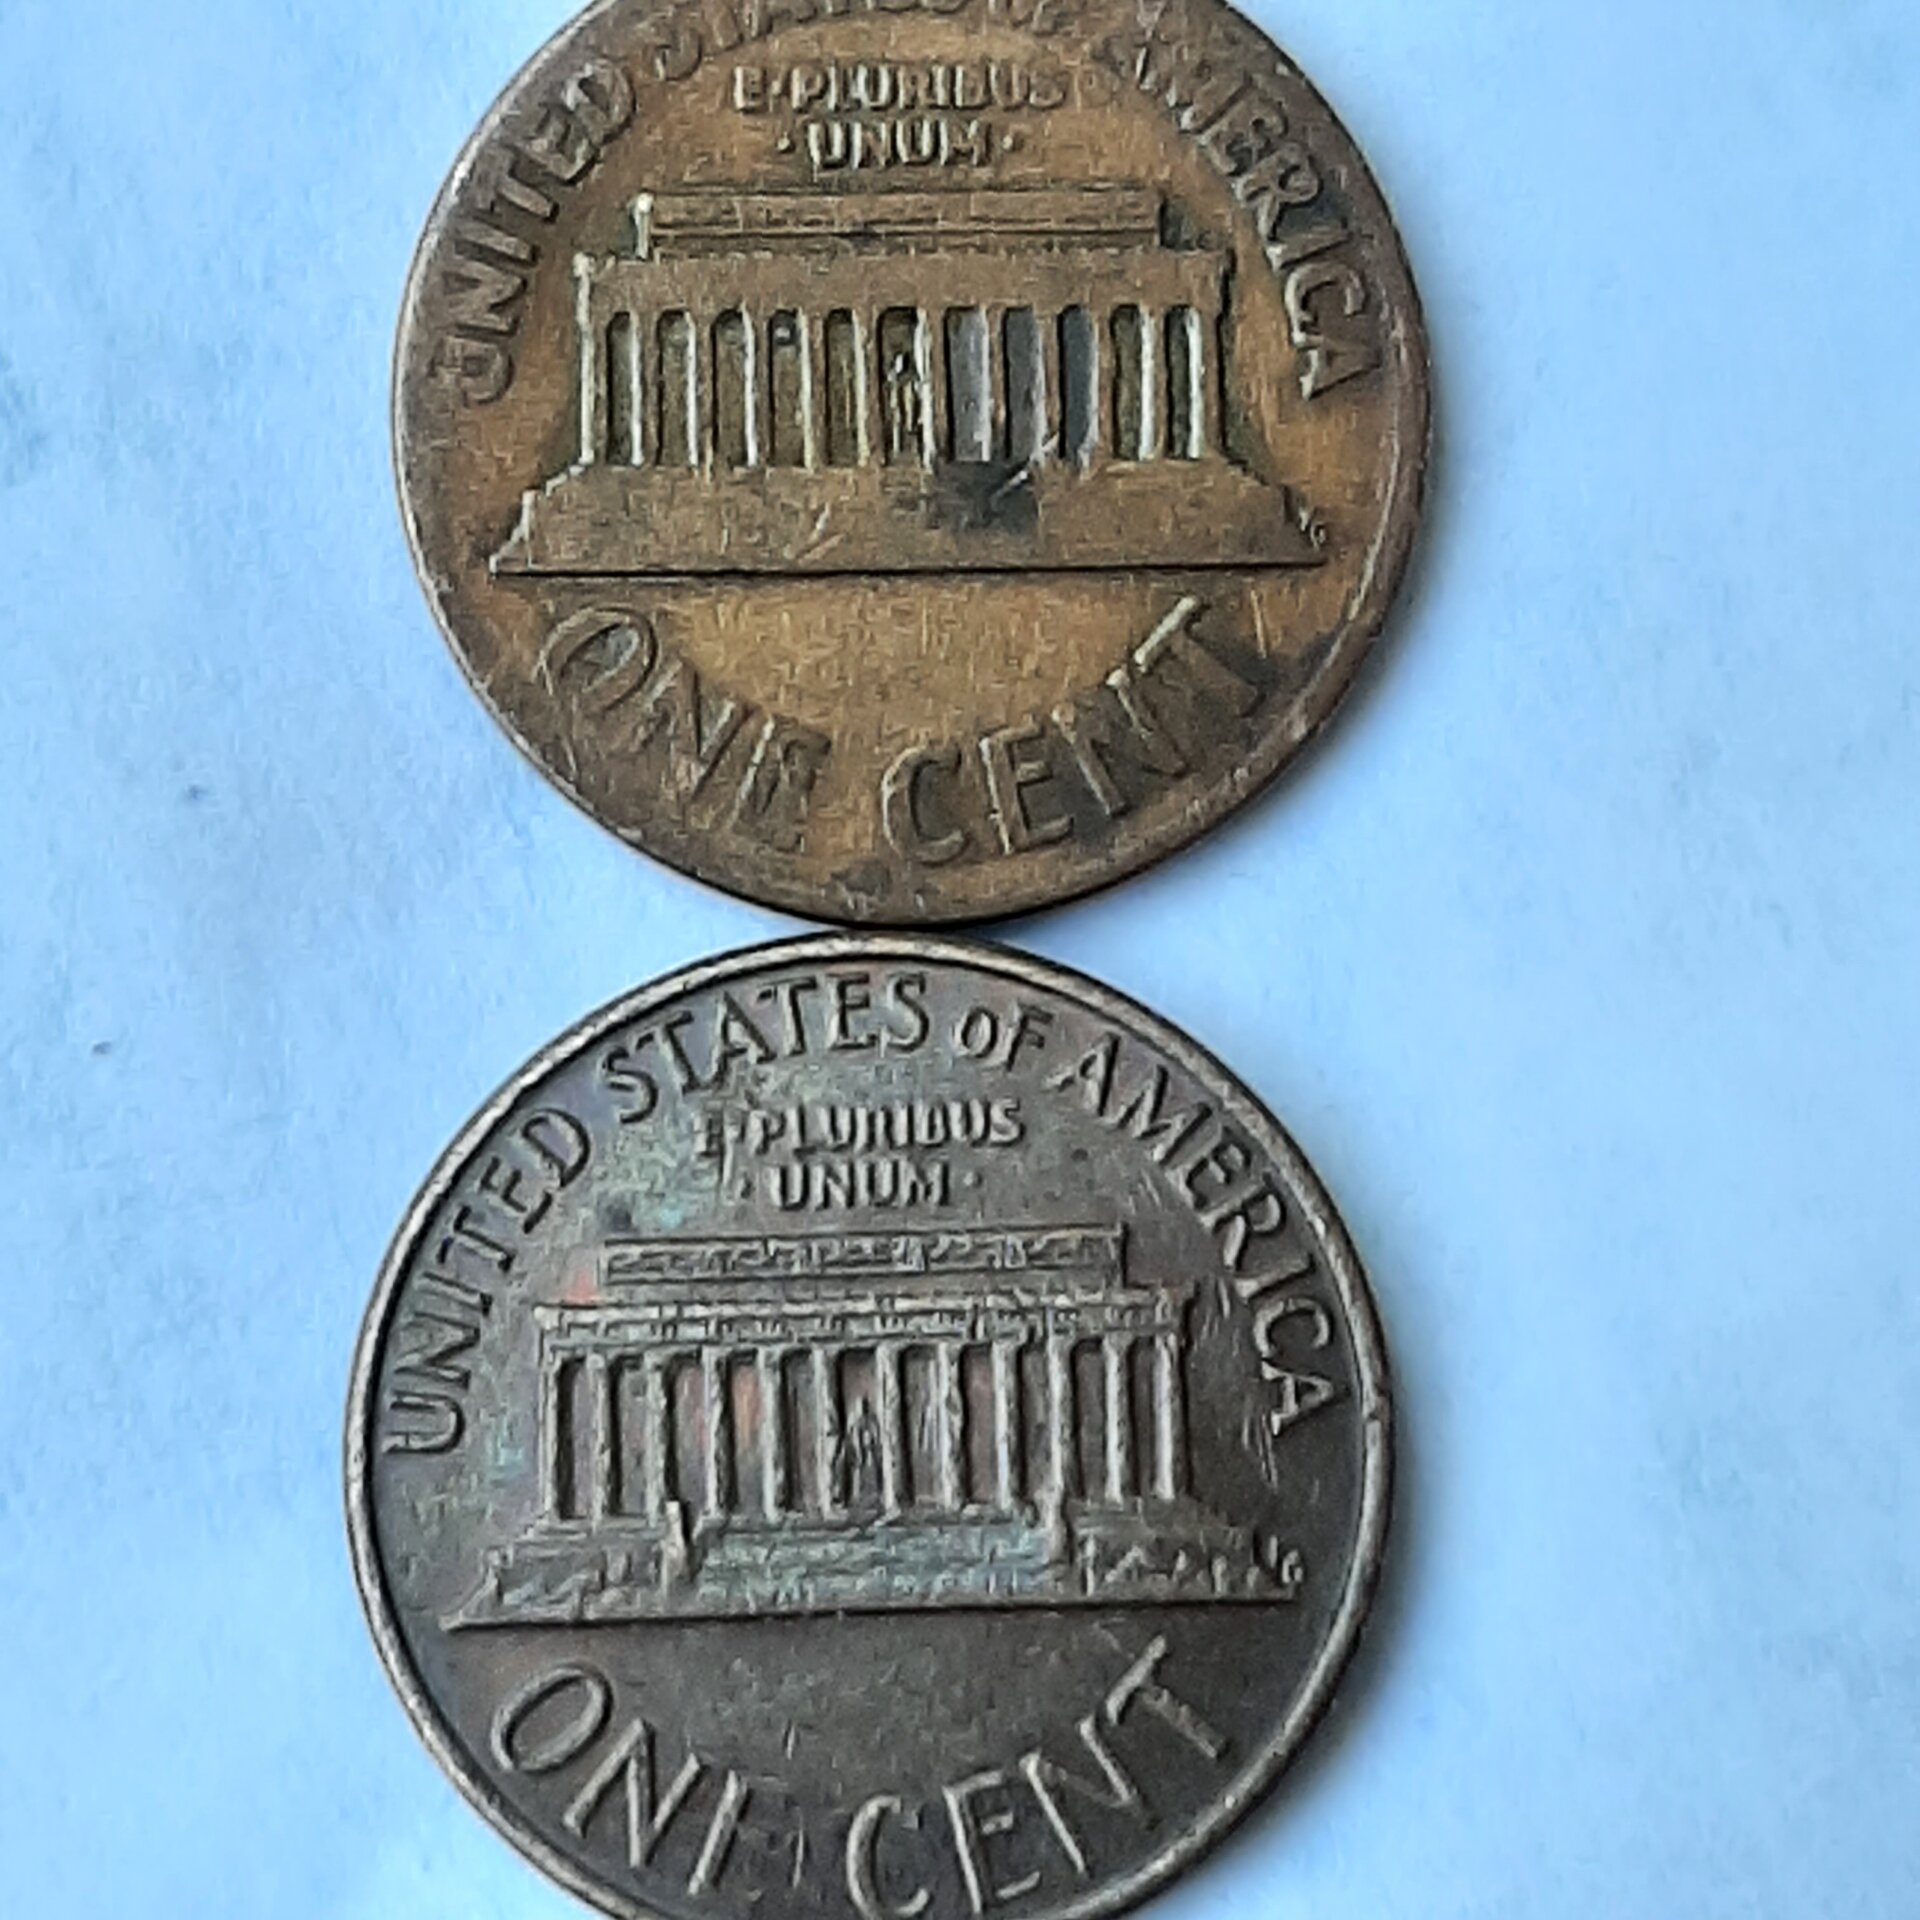 UNITED STATES OF AMERICA
E·PLURIBUS
·UNUM·
ONE CENT
UNITED STATES OF AMERICA
E·PLURIBUS
·UNUM·
ONE CENT